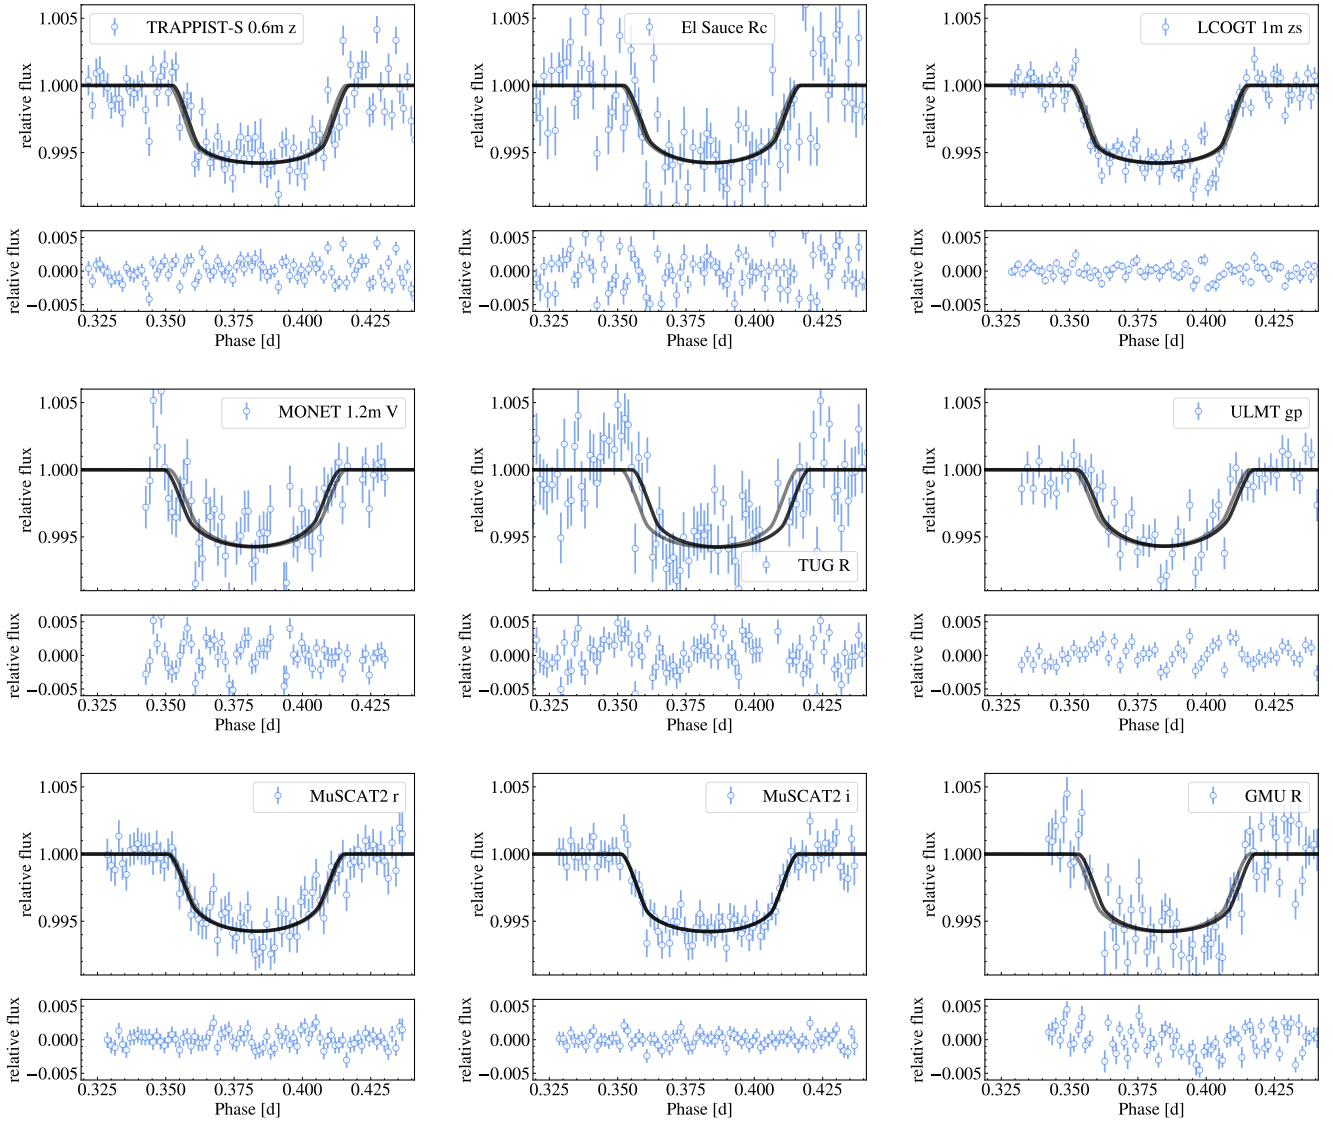 TRAPPIST-S 0.6m z
1.005
1.000
0.995
relative flux
0.005
0.000
−0.005
relative flux
0.325 0.350 0.375 0.400 0.425
Phase [d]
El Sauce Rc
1.005
1.000
0.995
relative flux
0.005
0.000
−0.005
relative flux
0.325 0.350 0.375 0.400 0.425
Phase [d]
LCOGT 1m zs
1.005
1.000
0.995
relative flux
0.005
0.000
−0.005
relative flux
0.325 0.350 0.375 0.400 0.425
Phase [d]
MONET 1.2m V
1.005
1.000
0.995
relative flux
0.005
0.000
−0.005
relative flux
0.325 0.350 0.375 0.400 0.425
Phase [d]
TUG R
1.005
1.000
0.995
relative flux
0.005
0.000
−0.005
relative flux
0.325 0.350 0.375 0.400 0.425
Phase [d]
ULMT gp
1.005
1.000
0.995
relative flux
0.005
0.000
−0.005
relative flux
0.325 0.350 0.375 0.400 0.425
Phase [d]
MuSCAT2 r
1.005
1.000
0.995
relative flux
0.005
0.000
−0.005
relative flux
0.325 0.350 0.375 0.400 0.425
Phase [d]
MuSCAT2 i
1.005
1.000
0.995
relative flux
0.005
0.000
−0.005
relative flux
0.325 0.350 0.375 0.400 0.425
Phase [d]
GMU R
1.005
1.000
0.995
relative flux
0.005
0.000
−0.005
relative flux
0.325 0.350 0.375 0.400 0.425
Phase [d]